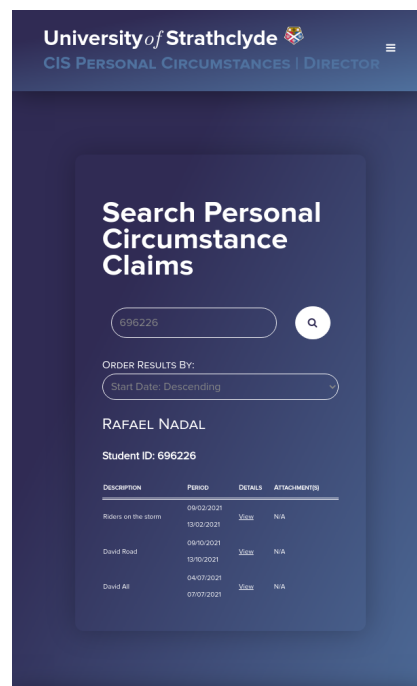 University of Strathclyde
CIS Personal Circumstances | Director
Search Personal
Circumstance
Claims
696226
Order Results By:
Start Date: Descending
Rafael Nadal
Student ID: 696226
Description Period Details Attachment(s)
Riders on the storm 09/02/2021 13/02/2021 View N/A
David Road 09/10/2021 13/10/2021 View N/A
David All 04/07/2021 07/07/2021 View N/A